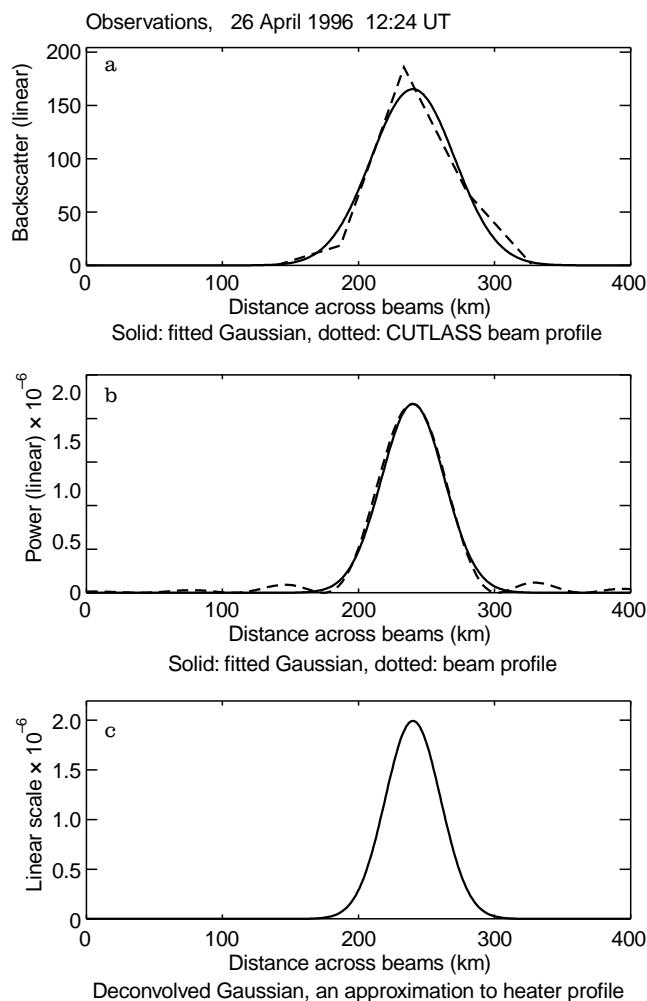 Observations, 26 April 1996 12:24 UT
a
Backscatter (linear)
200
150
100
50
0
0 100 200 300 400
Distance across beams (km)
Solid: fitted Gaussian, dotted: CUTLASS beam profile
b
Power (linear) × 10⁻⁶
2.0
1.5
1.0
0.5
0
0 100 200 300 400
Distance across beams (km)
Solid: fitted Gaussian, dotted: beam profile
c
Linear scale × 10⁻⁶
2.0
1.5
1.0
0.5
0
0 100 200 300 400
Distance across beams (km)
Deconvolved Gaussian, an approximation to heater profile